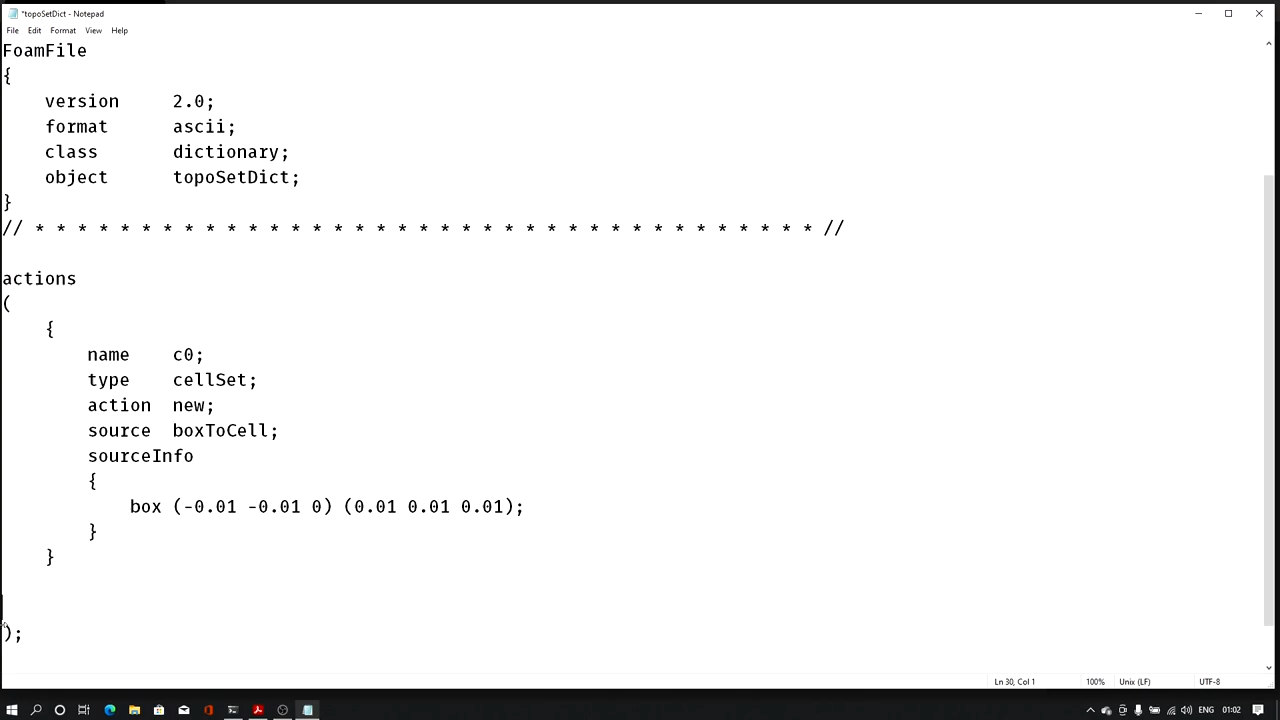 *topoSetDict - Notepad
File Edit Format View Help
FoamFile
{
    version     2.0;
    format      ascii;
    class       dictionary;
    object      topoSetDict;
}
// * * * * * * * * * * * * * * * * * * * * * * * * * * * * * * * * * * * * * //

actions
(
    {
        name    c0;
        type    cellSet;
        action  new;
        source  boxToCell;
        sourceInfo
        {
            box (-0.01 -0.01 0) (0.01 0.01 0.01);
        }
    }


);
Ln 30, Col 1 100% Unix (LF) UTF-8
ENG 01:02